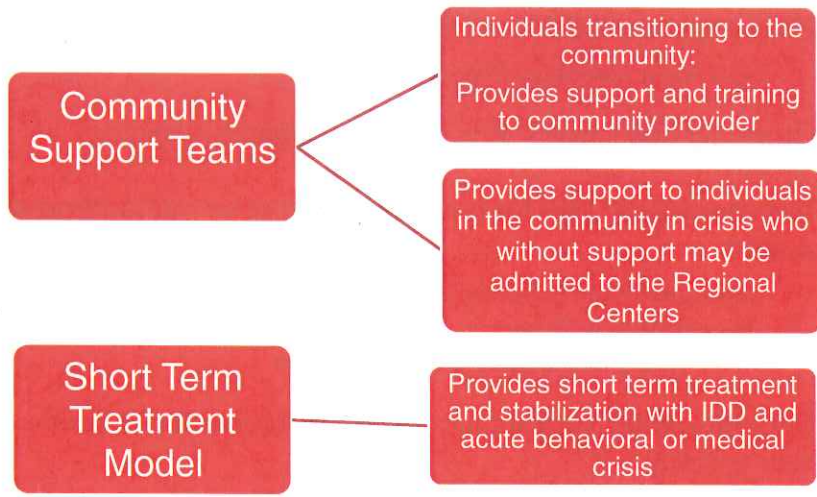 Community
Support Teams
Individuals transitioning to the
community:
Provides support and training
to community provider
Provides support to individuals
in the community in crisis who
without support may be
admitted to the Regional
Centers
Short Term
Treatment
Model
Provides short term treatment
and stabilization with IDD and
acute behavioral or medical
crisis